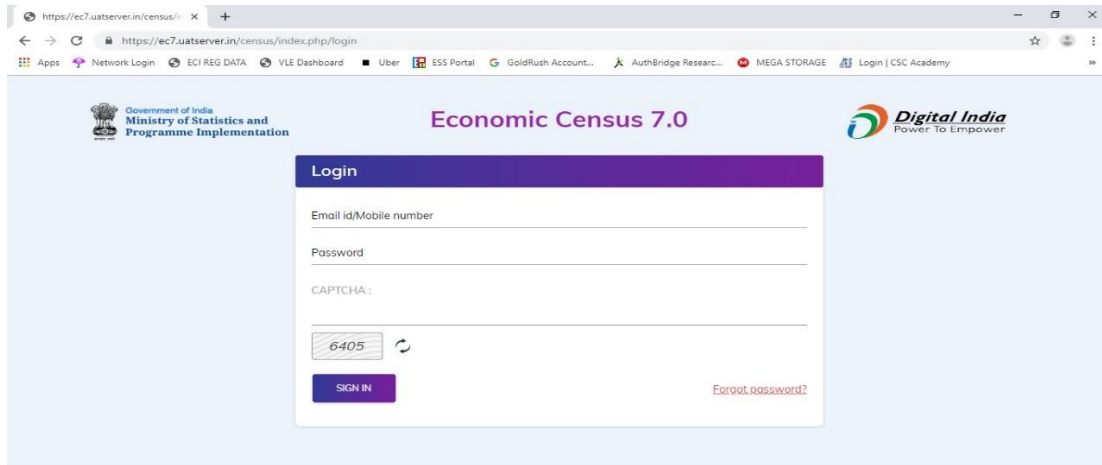 https://ec7.uatserver.in/census/in
https://ec7.uatserver.in/census/index.php/login
Apps Network Login ECI REG DATA VLE Dashboard Uber ESS Portal GoldRush Account... AuthBridge Researc... MEGA STORAGE Login | CSC Academy
Government of India
Ministry of Statistics and
Programme Implementation
Economic Census 7.0
Digital India
Power To Empower
Login
Email id/Mobile number
Password
CAPTCHA :
6405
SIGN IN Forgot password?